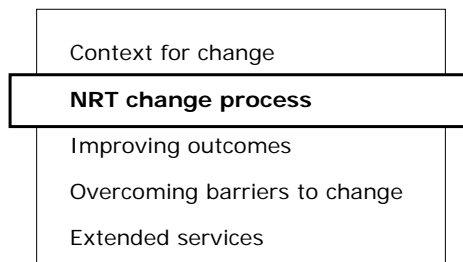 Context for change
NRT change process
Improving outcomes
Overcoming barriers to change
Extended services